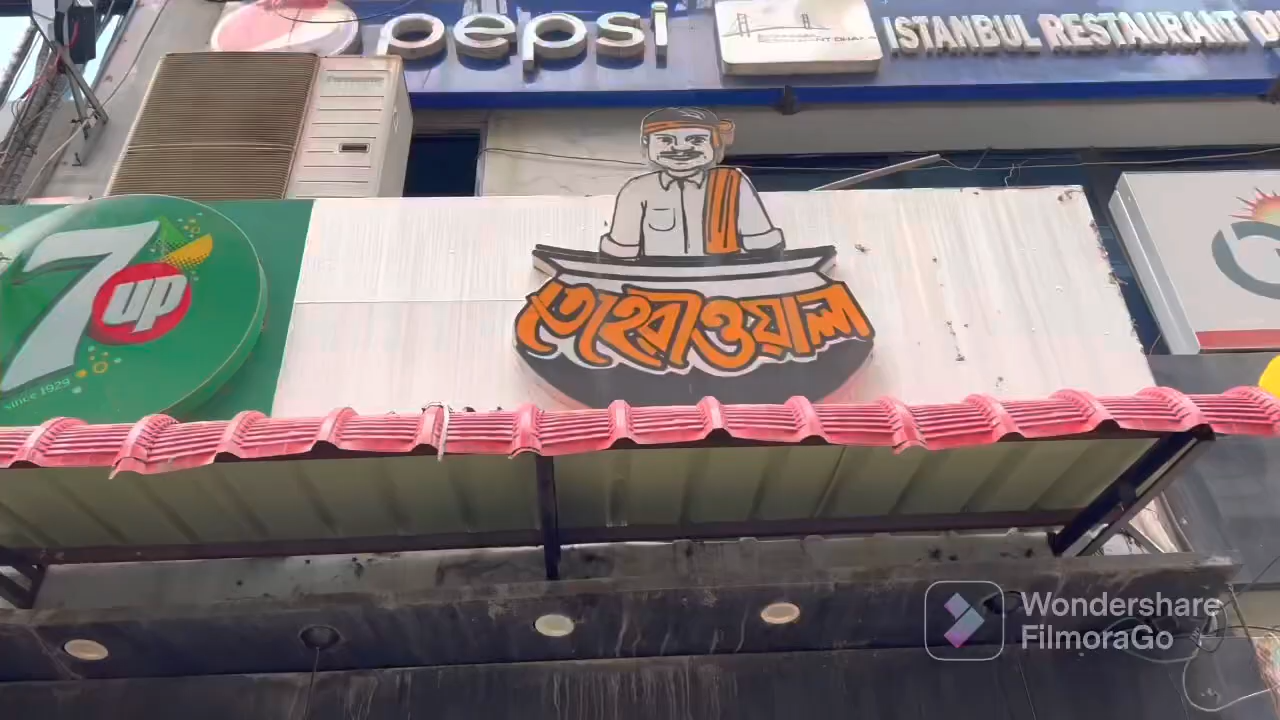 pepsi
ISTANBUL RESTAURANT
7up
since 1929
তেহেরীওয়ালা
Wondershare
FilmoraGo